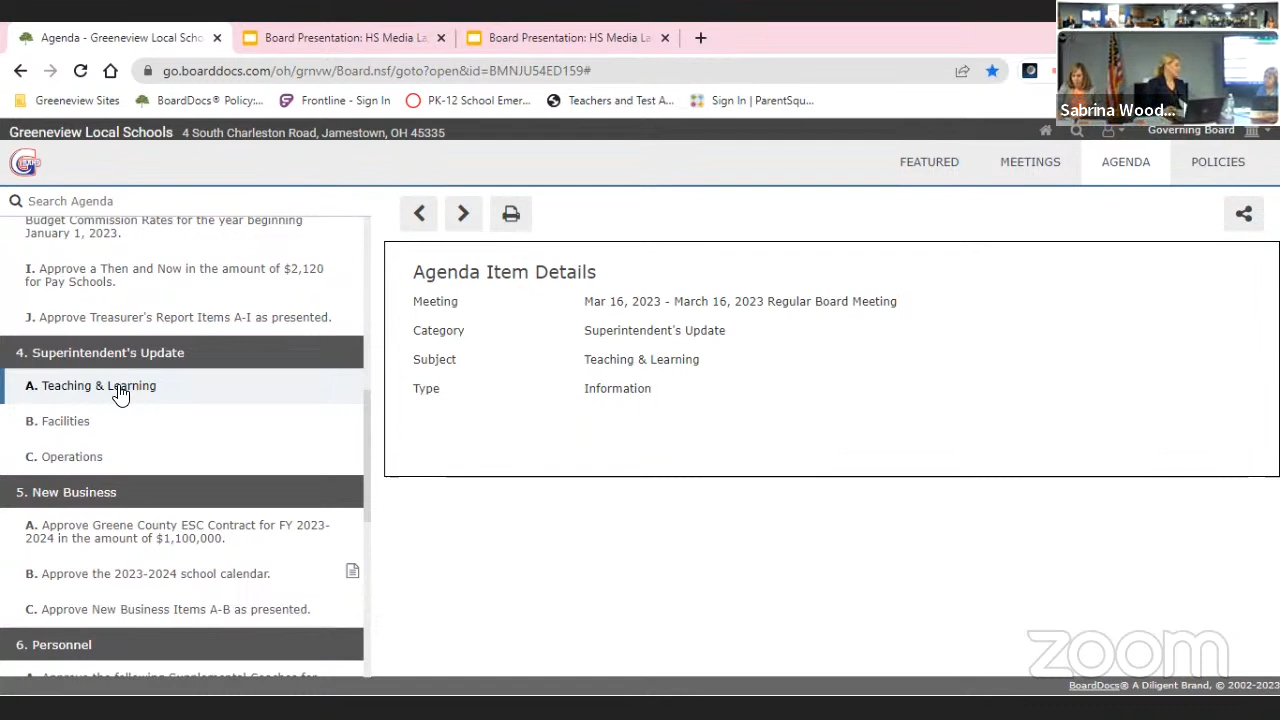 Agenda - Greeneview Local Scho
Board Presentation: HS Media La
Board Presentation: HS Media La
go.boarddocs.com/oh/grnvw/Board.nsf/goto?open&id=BMNJU54ED159#
Greeneview Sites
BoardDocs® Policy:...
Frontline - Sign In
PK-12 School Emer...
Teachers and Test A...
Sign In | ParentSqu...
Sabrina Wood...
Greeneview Local Schools 4 South Charleston Road, Jamestown, OH 45335
Governing Board
FEATURED
MEETINGS
AGENDA
POLICIES
Search Agenda
Budget Commission Rates for the year beginning
January 1, 2023.
I. Approve a Then and Now in the amount of $2,120
for Pay Schools.
J. Approve Treasurer's Report Items A-I as presented.
4. Superintendent's Update
A. Teaching & Learning
B. Facilities
C. Operations
5. New Business
A. Approve Greene County ESC Contract for FY 2023-
2024 in the amount of $1,100,000.
B. Approve the 2023-2024 school calendar.
C. Approve New Business Items A-B as presented.
6. Personnel
A. Approve the following Supplemental Coaches for
Agenda Item Details
Meeting Mar 16, 2023 - March 16, 2023 Regular Board Meeting
Category Superintendent's Update
Subject Teaching & Learning
Type Information
zoom
BoardDocs® A Diligent Brand, © 2002-2023